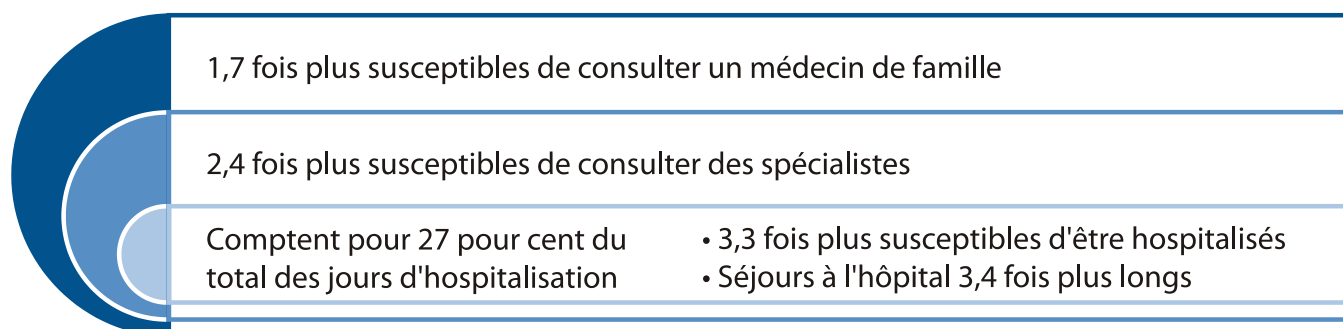 1,7 fois plus susceptibles de consulter un médecin de famille
2,4 fois plus susceptibles de consulter des spécialistes
Comptent pour 27 pour cent du
total des jours d'hospitalisation
• 3,3 fois plus susceptibles d'être hospitalisés
• Séjours à l'hôpital 3,4 fois plus longs